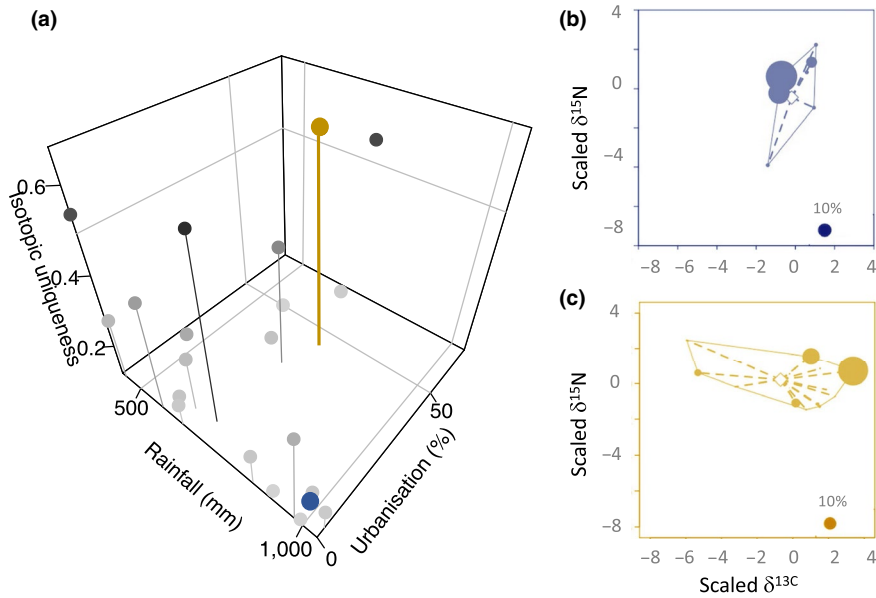 (a)
0.6
0.4
0.2
Isotopic uniqueness
500
1,000
Rainfall (mm)
0
50
Urbanisation (%)
(b)
4
0
−4
−8
Scaled δ15N
10%
−8 −6 −4 −2 0 2 4
(c)
4
0
−4
−8
Scaled δ15N
10%
−8 −6 −4 −2 0 2 4
Scaled δ13C